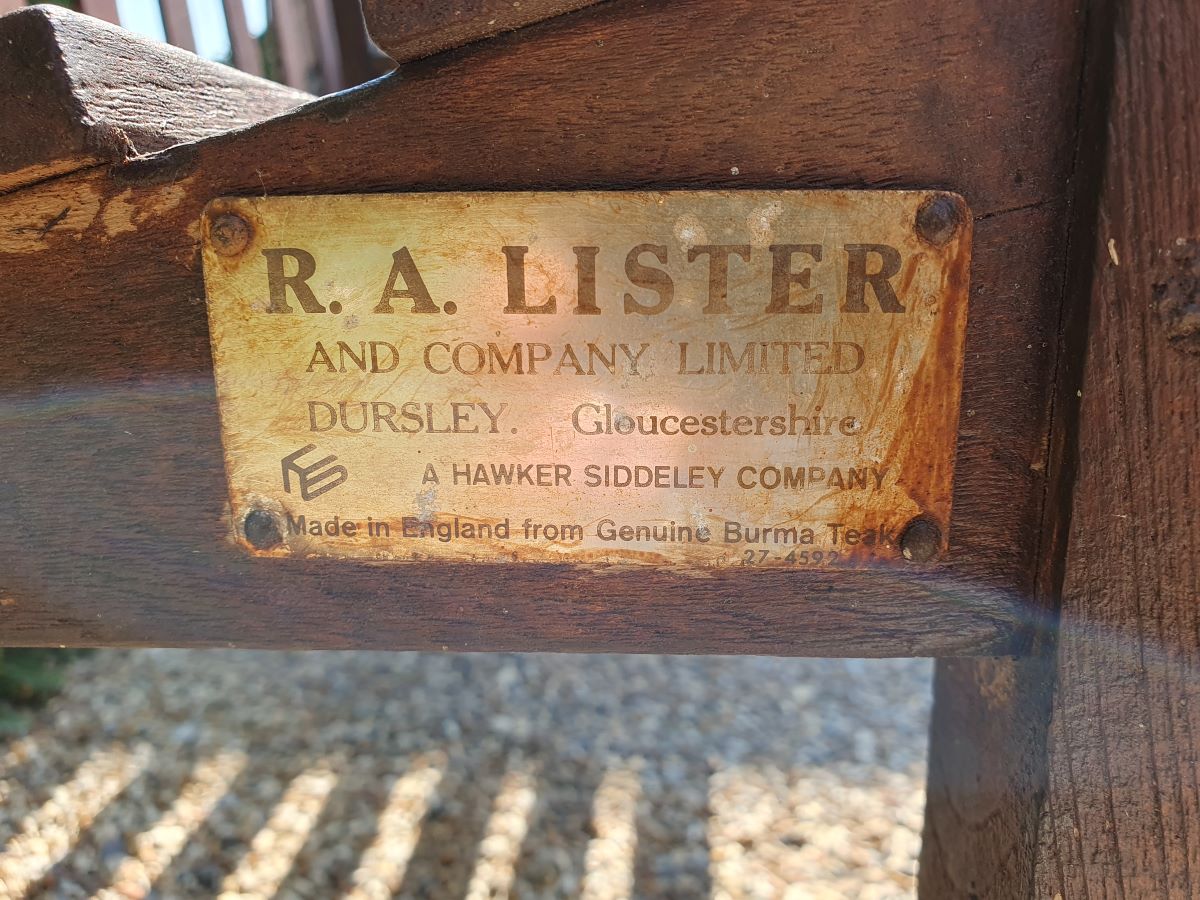 R. A. LISTER
AND COMPANY LIMITED
DURSLEY. Gloucestershire
A HAWKER SIDDELEY COMPANY
Made in England from Genuine Burma Teak
27-4592